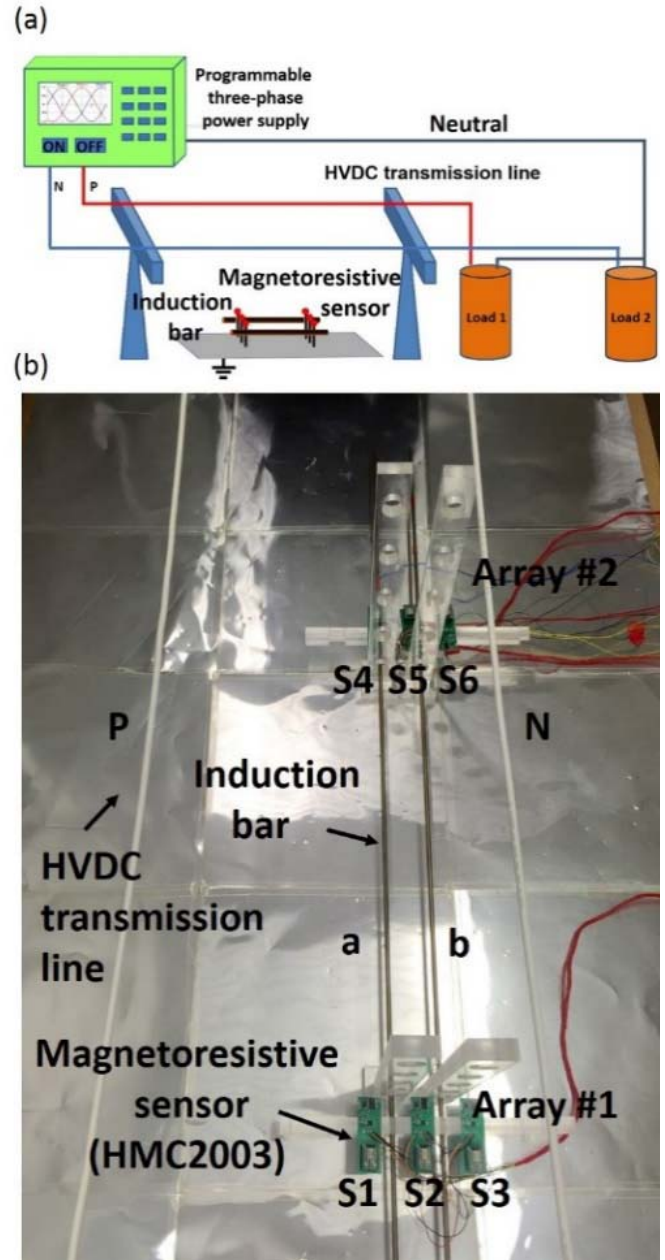 (a)
Programmable
three-phase
power supply
ON OFF
Neutral
N
P
HVDC transmission line
Magnetoresistive
sensor
Induction
bar
Load 1
Load 2
(b)
Array #2
S4 S5 S6
P
N
Induction
bar
HVDC
transmission
line
a
b
Magnetoresistive
sensor
(HMC2003)
Array #1
S1 S2 S3